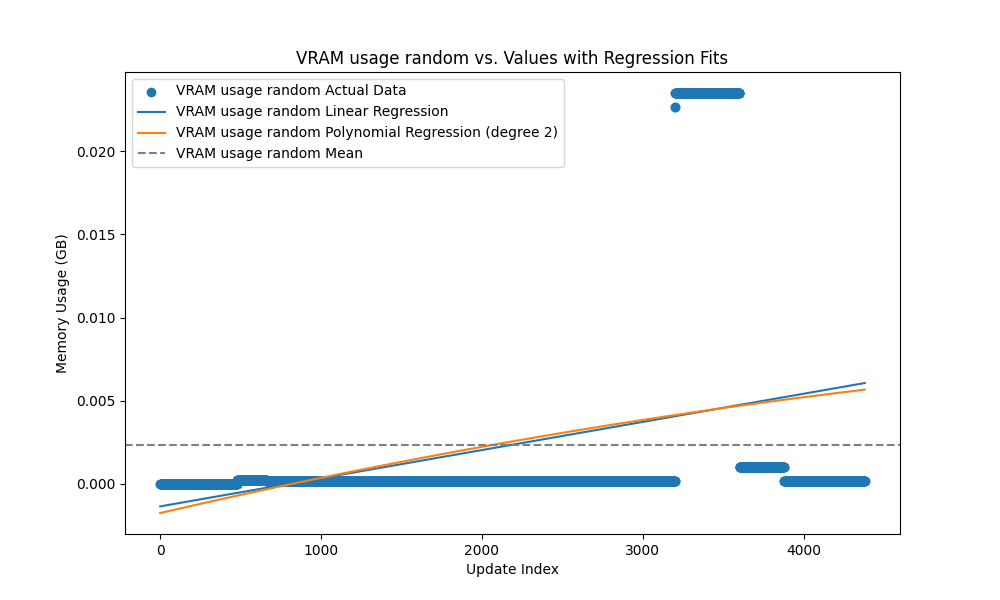 VRAM usage random vs. Values with Regression Fits
VRAM usage random Actual Data
VRAM usage random Linear Regression
VRAM usage random Polynomial Regression (degree 2)
VRAM usage random Mean
Memory Usage (GB)
0.020
0.015
0.010
0.005
0.000
0 1000 2000 3000 4000
Update Index